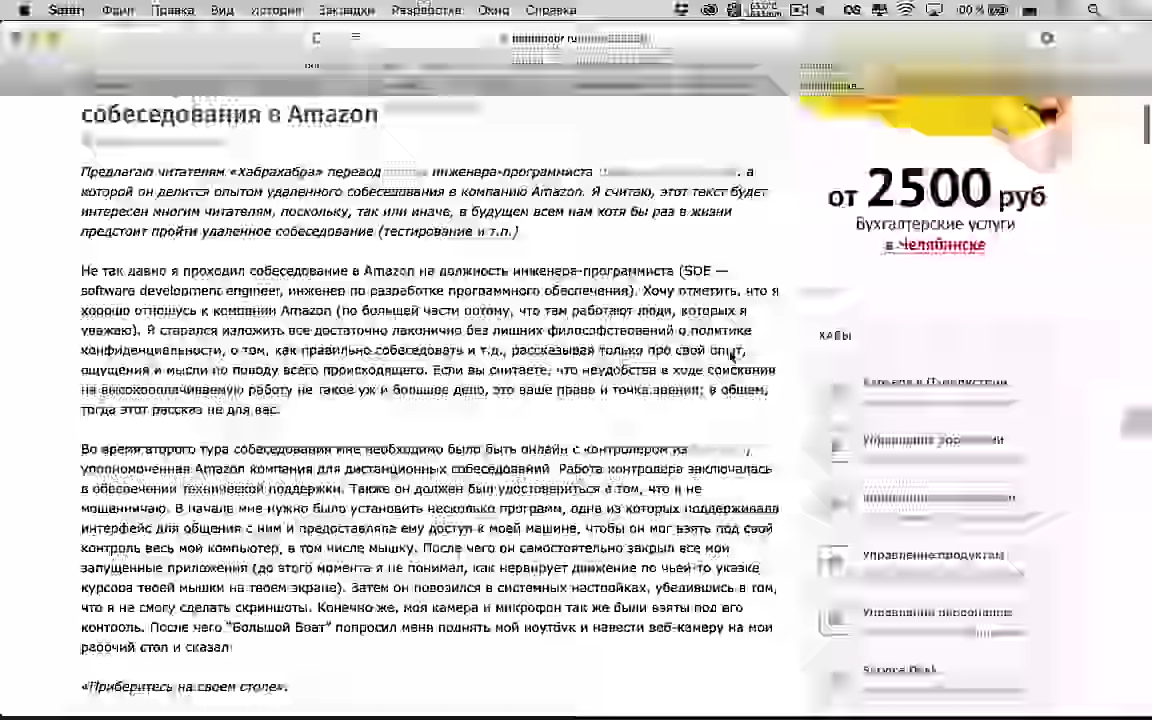 Safari Файл Правка Вид История Закладки Разработка Окно Справка
собеседования в Amazon
Предлагаю читателям «Хабрахабра» перевод инженера-программиста , в
которой он делится опытом удаленного собеседования в компанию Amazon. Я считаю, этот текст будет
интересен многим читателям, поскольку, так или иначе, в будущем всем нам хотя бы раз в жизни
предстоит пройти удаленное собеседование (тестирование и т.п.)
Не так давно я проходил собеседование в Amazon на должность инженера-программиста (SDE —
software development engineer, инженер по разработке программного обеспечения). Хочу отметить, что я
хорошо отношусь к компании Amazon (по большей части потому, что там работают люди, которых я
уважаю). Я старался изложить все достаточно лаконично без лишних философствований о политике
конфиденциальности, о том, как правильно собеседовать и т.д., рассказывая только про свой опыт,
ощущения и мысли по поводу всего происходящего. Если вы считаете, что неудобства в ходе соискания
на высокооплачиваемую работу не такое уж и большое дело, это ваше право и точка зрения; в общем,
тогда этот рассказ не для вас.
Во время второго тура собеседования мне необходимо было быть онлайн с контролером из
уполномоченная Amazon компания для дистанционных собеседований. Работа контролера заключалась
в обеспечении технической поддержки. Также он должен был удостовериться в том, что я не
мошенничаю. В начале мне нужно было установить несколько программ, одна из которых поддерживала
интерфейс для общения с ним и предоставляла ему доступ к моей машине, чтобы он мог взять под свой
контроль весь мой компьютер, в том числе мышку. После чего он самостоятельно закрыл все мои
запущенные приложения (до этого момента я не понимал, как нервирует движение по чьей-то указке
курсора твоей мышки на твоем экране). Затем он повозился в системных настройках, убедившись в том,
что я не смогу сделать скриншоты. Конечно же, моя камера и микрофон так же были взяты под его
контроль. После чего “Большой Брат” попросил меня поднять мой ноутбук и навести веб-камеру на мой
рабочий стол и сказал:
«Приберитесь на своем столе».
от 2500 руб
Бухгалтерские услуги
в Челябинске
ХАБЫ
Управление продуктом
Управление персоналом
Service Desk